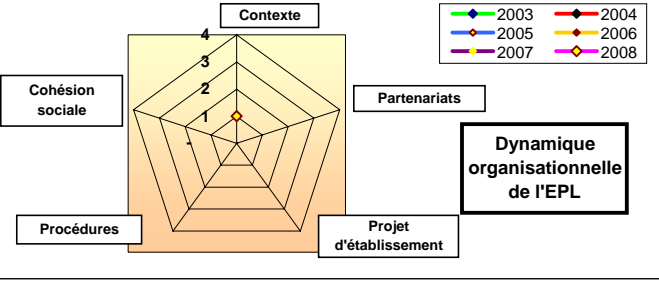 Contexte
2003
2004
2005
2006
2007
2008
4
3
2
1
-
Cohésion
sociale
Partenariats
Dynamique
organisationnelle
de l'EPL
Procédures
Projet
d'établissement